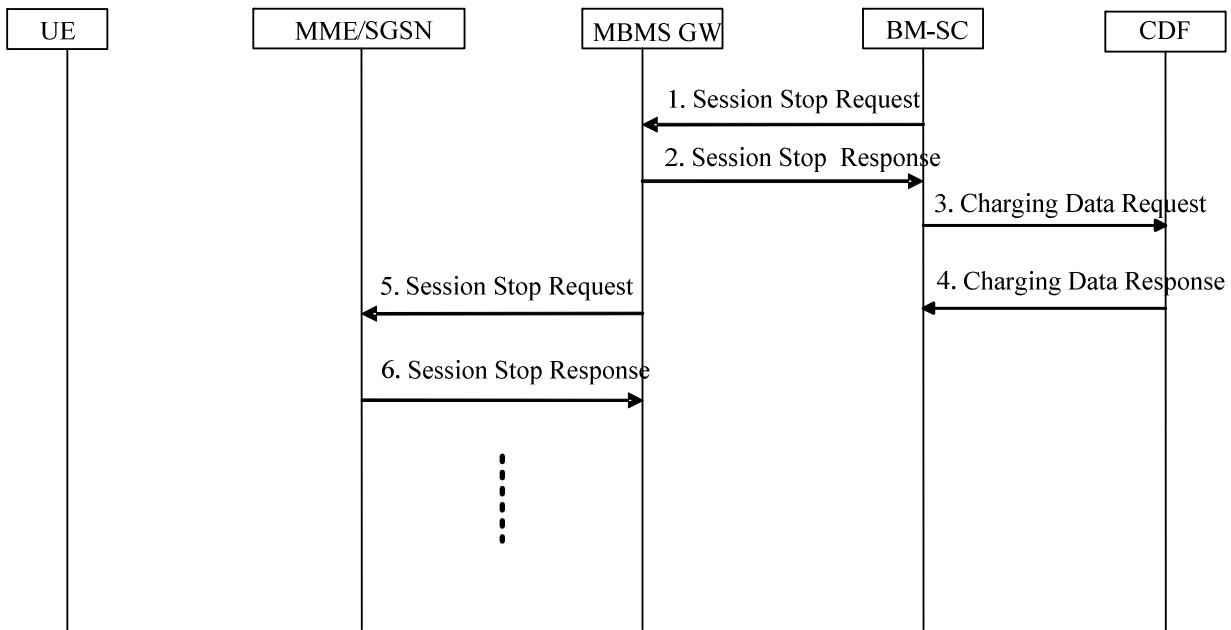 UE
MME/SGSN
MBMS GW
BM-SC
CDF
1. Session Stop Request
2. Session Stop Response
3. Charging Data Request
4. Charging Data Response
5. Session Stop Request
6. Session Stop Response